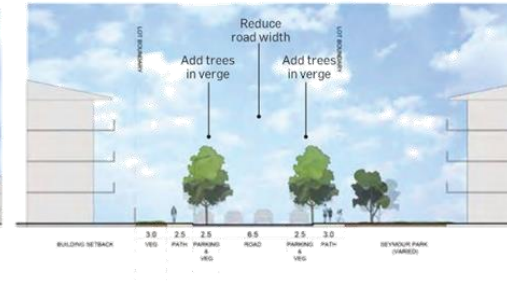 Reduce
road width
LOT BOUNDARY
LOT BOUNDARY
Add trees
in verge
Add trees
in verge
3.0
2.5
2.5
6.5
2.5
3.0
BUILDING SETBACK
VEG
PATH
PARKING
&
VEG
ROAD
PARKING
&
VEG
PATH
SEYMOUR PARK
(VARIED)